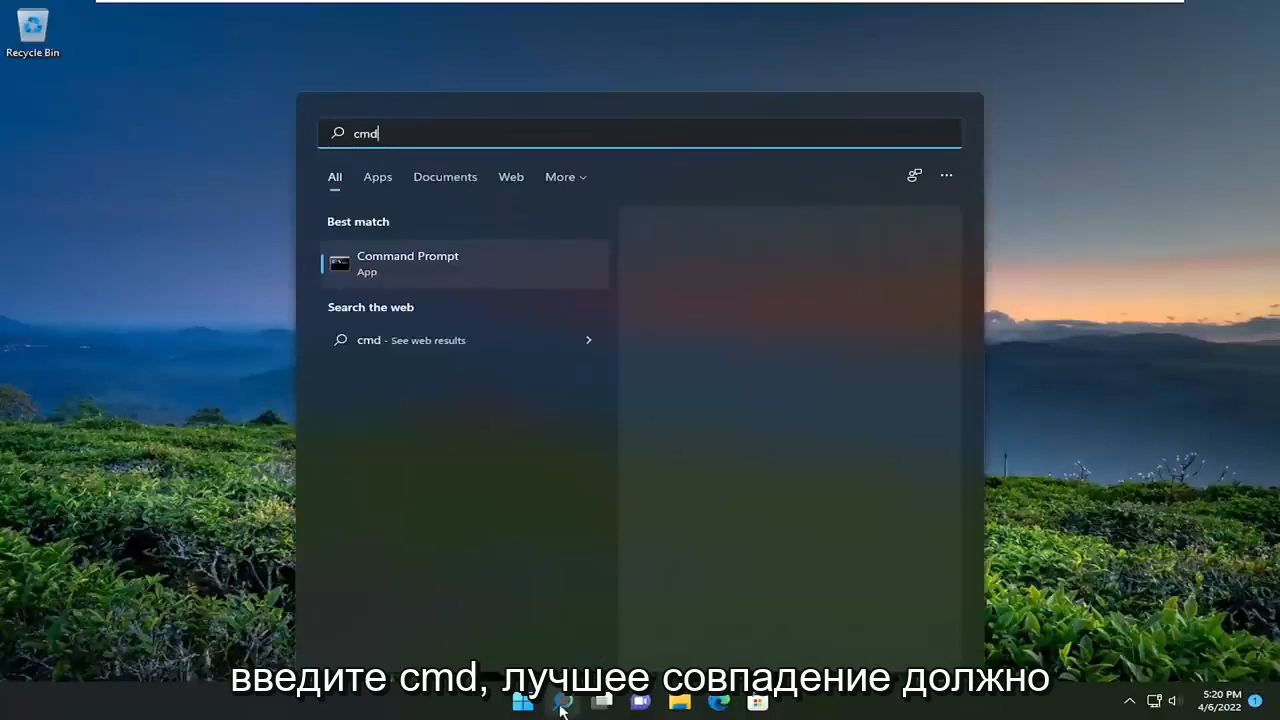 Recycle Bin
cmd
All Apps Documents Web More
Best match
Command Prompt
App
Search the web
cmd - See web results
введите cmd, лучшее совпадение должно
5:20 PM
4/6/2022
1